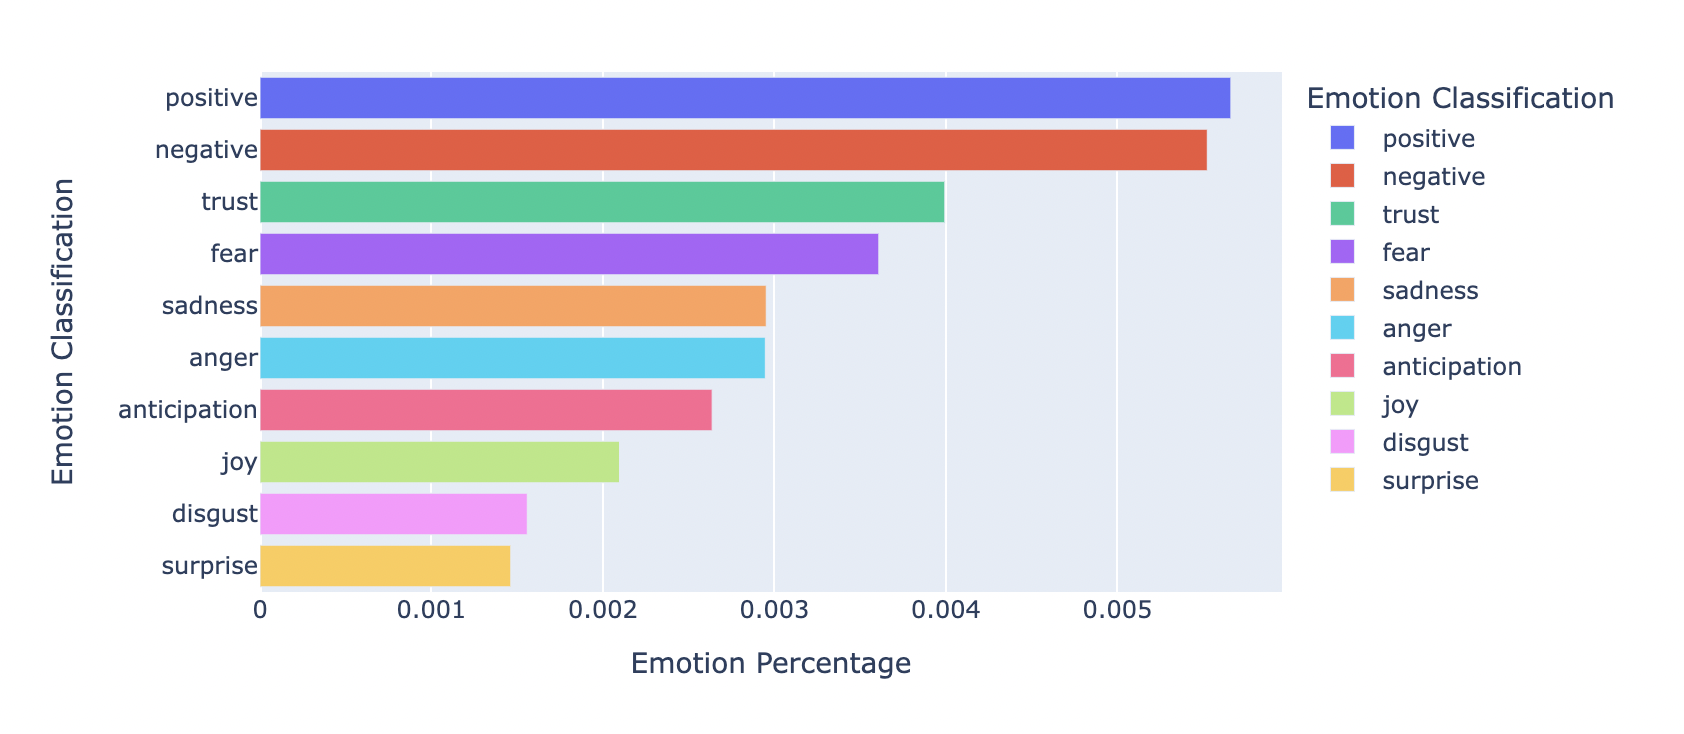 positive
negative
trust
fear
sadness
anger
anticipation
joy
disgust
surprise
Emotion Classification
0 0.001 0.002 0.003 0.004 0.005
Emotion Percentage
Emotion Classification
positive
negative
trust
fear
sadness
anger
anticipation
joy
disgust
surprise